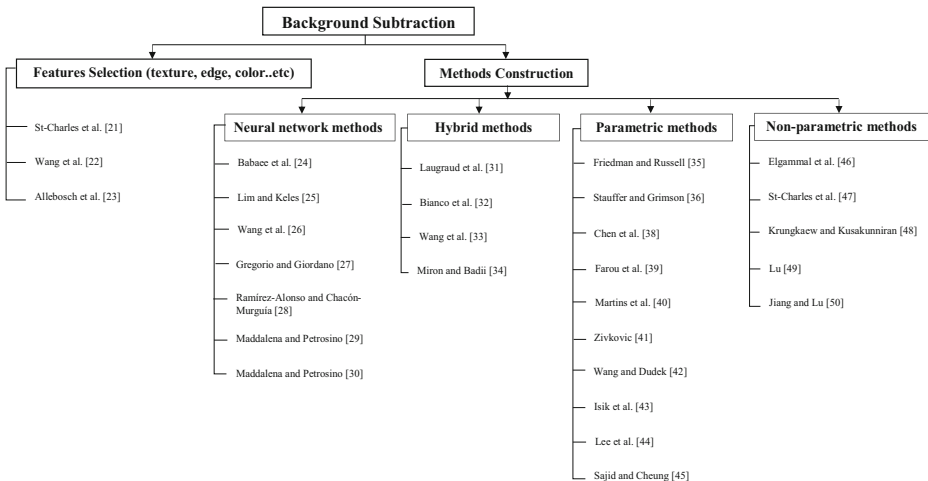 Background Subtraction
Features Selection (texture, edge, color..etc)
Methods Construction
St-Charles et al. [21]
Wang et al. [22]
Allebosch et al. [23]
Neural network methods
Babaee et al. [24]
Lim and Keles [25]
Wang et al. [26]
Gregorio and Giordano [27]
Ramírez-Alonso and Chacón-
Murguía [28]
Maddalena and Petrosino [29]
Maddalena and Petrosino [30]
Hybrid methods
Laugraud et al. [31]
Bianco et al. [32]
Wang et al. [33]
Miron and Badii [34]
Parametric methods
Friedman and Russell [35]
Stauffer and Grimson [36]
Chen et al. [38]
Farou et al. [39]
Martins et al. [40]
Zivkovic [41]
Wang and Dudek [42]
Isik et al. [43]
Lee et al. [44]
Sajid and Cheung [45]
Non-parametric methods
Elgammal et al. [46]
St-Charles et al. [47]
Krungkaew and Kusakunniran [48]
Lu [49]
Jiang and Lu [50]